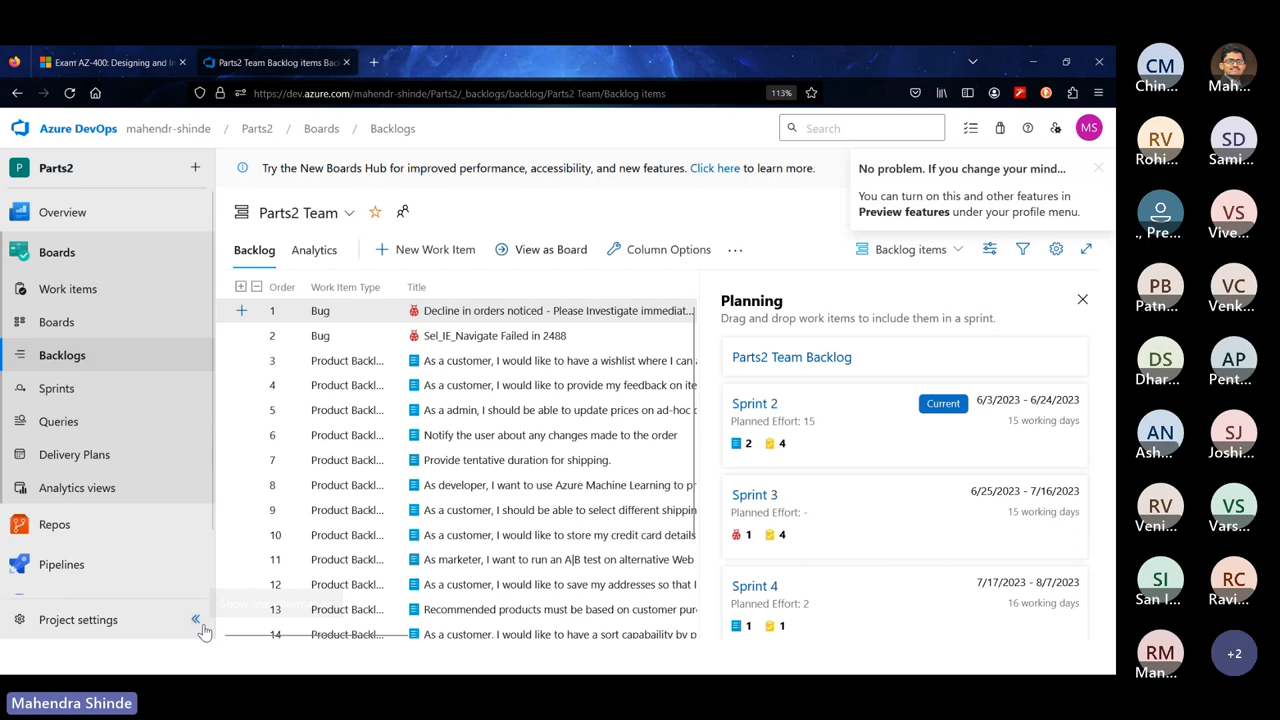 Exam AZ-400: Designing and In
Parts2 Team Backlog items Bac
https://dev.azure.com/mahendr-shinde/Parts2/_backlogs/backlog/Parts2 Team/Backlog items
113%
Azure DevOps mahendr-shinde / Parts2 / Boards / Backlogs
Search
MS
P Parts2
Overview
Boards
Work items
Boards
Backlogs
Sprints
Queries
Delivery Plans
Analytics views
Repos
Pipelines
Project settings
Try the New Boards Hub for improved performance, accessibility, and new features. Click here to learn more.
No problem. If you change your mind...
You can turn on this and other features in
Preview features under your profile menu.
Parts2 Team
Backlog Analytics New Work Item View as Board Column Options
Backlog items
Order Work Item Type Title
1 Bug Decline in orders noticed - Please Investigate immediat...
2 Bug Sel_IE_Navigate Failed in 2488
3 Product Backl... As a customer, I would like to have a wishlist where I can
4 Product Backl... As a customer, I would like to provide my feedback on ite
5 Product Backl... As a admin, I should be able to update prices on ad-hoc
6 Product Backl... Notify the user about any changes made to the order
7 Product Backl... Provide tentative duration for shipping.
8 Product Backl... As developer, I want to use Azure Machine Learning to pr
9 Product Backl... As a customer, I should be able to select different shippin
10 Product Backl... As a customer, I would like to store my credit card details
11 Product Backl... As marketer, I want to run an A|B test on alternative Web
12 Product Backl... As a customer, I would like to save my addresses so that I
13 Product Backl... Recommended products must be based on customer pur
14 Product Backl... As a customer, I would like to have a sort capability by p
Planning
Drag and drop work items to include them in a sprint.
Parts2 Team Backlog
Sprint 2 Current 6/3/2023 - 6/24/2023
Planned Effort: 15 15 working days
2 4
Sprint 3 6/25/2023 - 7/16/2023
Planned Effort: - 15 working days
1 4
Sprint 4 7/17/2023 - 8/7/2023
Planned Effort: 2 16 working days
1 1
CM
Chin... Mah...
RV SD
Rohi... Sami...
VS
., Pre... Vive...
PB VC
Patn... Venk...
DS AP
Dhar... Pent...
AN SJ
Ash... Joshi...
RV VS
Veni... Vars...
SI RC
San I... Ravi...
RM +2
Man...
Mahendra Shinde